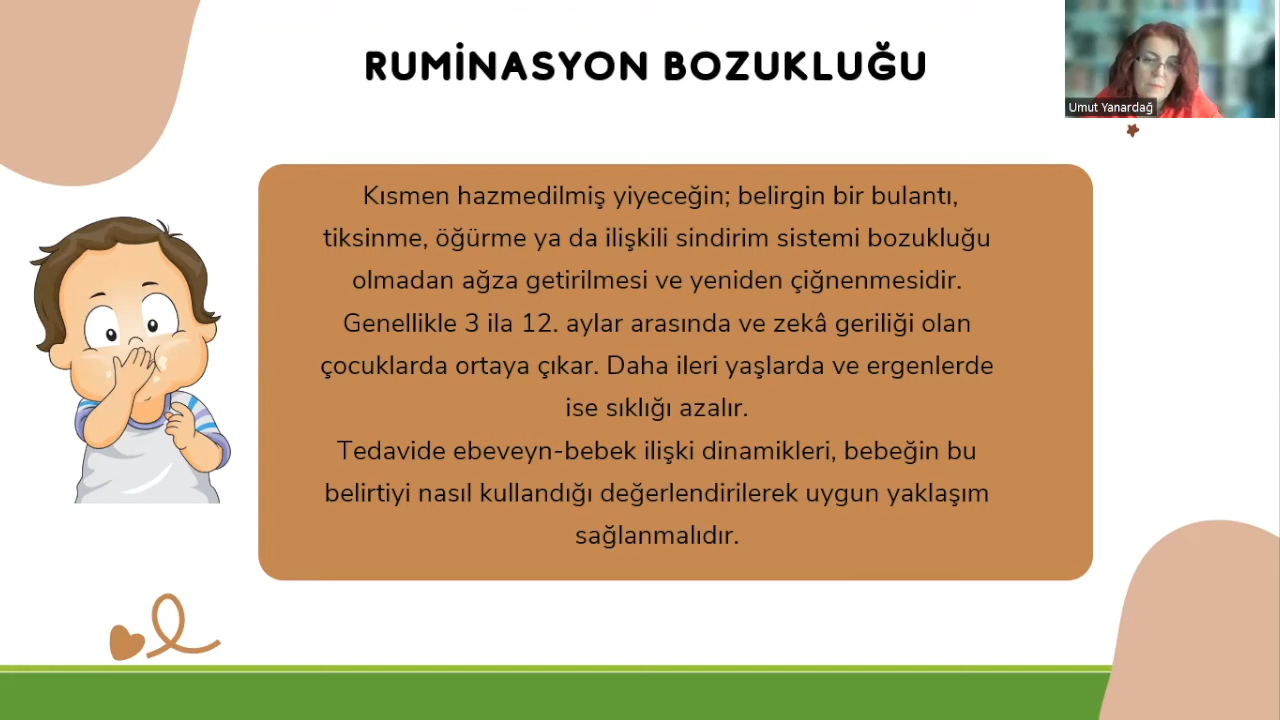 RUMİNASYON BOZUKLUĞU
Umut Yanardağ
Kısmen hazmedilmiş yiyeceğin; belirgin bir bulantı,
tiksinme, öğürme ya da ilişkili sindirim sistemi bozukluğu
olmadan ağza getirilmesi ve yeniden çiğnenmesidir.
Genellikle 3 ila 12. aylar arasında ve zekâ geriliği olan
çocuklarda ortaya çıkar. Daha ileri yaşlarda ve ergenlerde
ise sıklığı azalır.
Tedavide ebeveyn-bebek ilişki dinamikleri, bebeğin bu
belirtiyi nasıl kullandığı değerlendirilerek uygun yaklaşım
sağlanmalıdır.